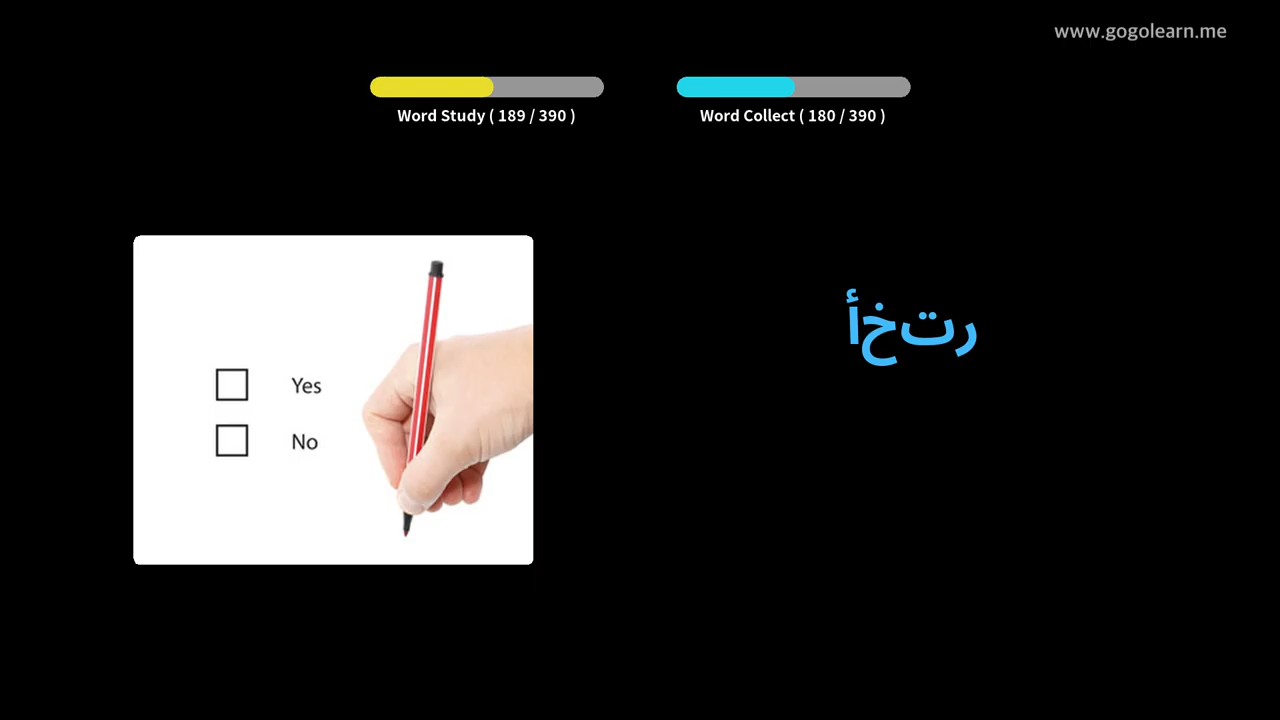 www.gogolearn.me
Word Study ( 189 / 390 )
Word Collect ( 180 / 390 )
رتخأ
Yes
No